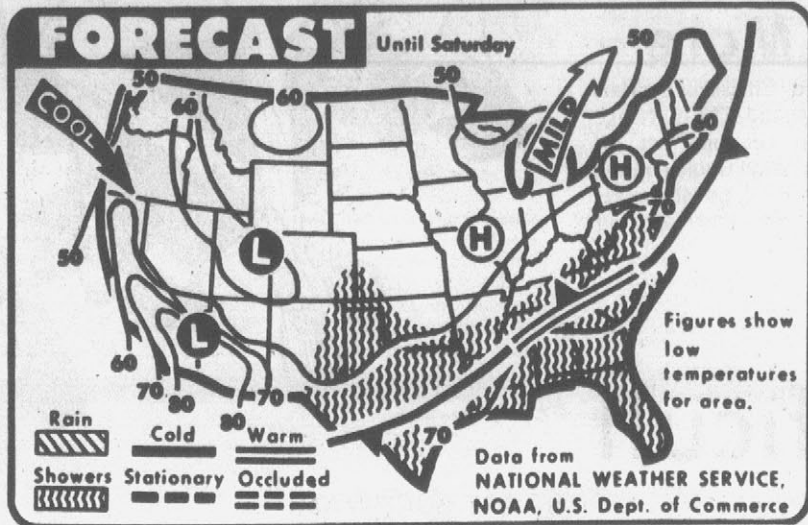 FORECAST
Until Saturday
50
60
60
50
50
COOL
MILD
60
H
70
H
L
50
L
60
70
80
80
70
70
Figures show
low
temperatures
for area.
Rain
Cold
Warm
Showers
Stationary
Occluded
Data from
NATIONAL WEATHER SERVICE,
NOAA, U.S. Dept. of Commerce